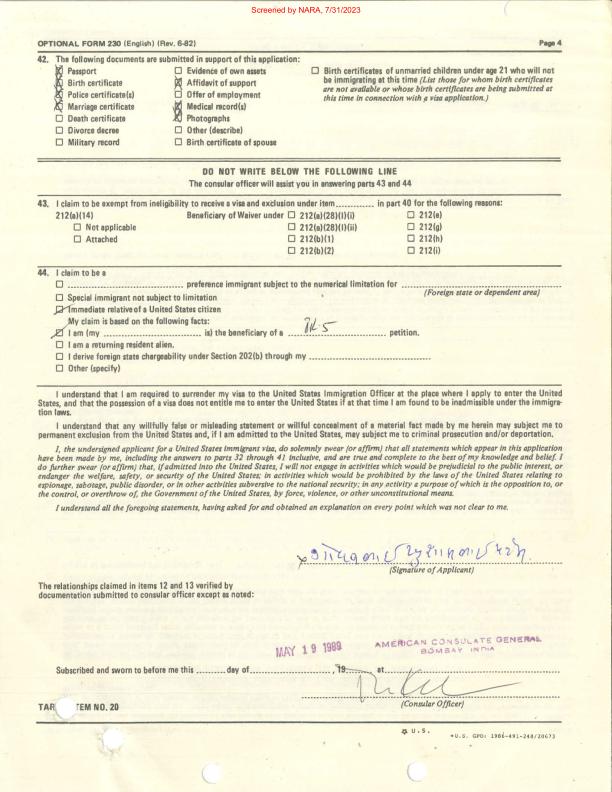 Screened by NARA, 7/31/2023
OPTIONAL FORM 230 (English) (Rev. 6-82) Page 4
42. The following documents are submitted in support of this application:
☒ Passport ☐ Evidence of own assets ☐ Birth certificates of unmarried children under age 21 who will not
☒ Birth certificate ☒ Affidavit of support be immigrating at this time (List those for whom birth certificates
☒ Police certificate(s) ☐ Offer of employment are not available or whose birth certificates are being submitted at
☒ Marriage certificate ☒ Medical record(s) this time in connection with a visa application.)
☐ Death certificate ☒ Photographs
☐ Divorce decree ☐ Other (describe)
☐ Military record ☐ Birth certificate of spouse
DO NOT WRITE BELOW THE FOLLOWING LINE
The consular officer will assist you in answering parts 43 and 44
43. I claim to be exempt from ineligibility to receive a visa and exclusion under item ............ in part 40 for the following reasons:
212(a)(14) Beneficiary of Waiver under ☐ 212(a)(28)(I)(i) ☐ 212(e)
☐ Not applicable ☐ 212(a)(28)(I)(ii) ☐ 212(g)
☐ Attached ☐ 212(b)(1) ☐ 212(h)
☐ 212(b)(2) ☐ 212(i)
44. I claim to be a
☐ ........................ preference immigrant subject to the numerical limitation for ........................
(Foreign state or dependent area)
☐ Special immigrant not subject to limitation
☒ Immediate relative of a United States citizen
My claim is based on the following facts:
☒ I am (my ........................ is) the beneficiary of a ........................ petition.
☐ I am a returning resident alien.
☐ I derive foreign state chargeability under Section 202(b) through my ........................
☐ Other (specify)
I understand that I am required to surrender my visa to the United States Immigration Officer at the place where I apply to enter the United
States, and that the possession of a visa does not entitle me to enter the United States if at that time I am found to be inadmissible under the immigra-
tion laws.
I understand that any willfully false or misleading statement or willful concealment of a material fact made by me herein may subject me to
permanent exclusion from the United States and, if I am admitted to the United States, may subject me to criminal prosecution and/or deportation.
I, the undersigned applicant for a United States immigrant visa, do solemnly swear (or affirm) that all statements which appear in this application
have been made by me, including the answers to parts 32 through 41 inclusive, and are true and complete to the best of my knowledge and belief. I
do further swear (or affirm) that, if admitted into the United States, I will not engage in activities which would be prejudicial to the public interest, or
endanger the welfare, safety, or security of the United States; in activities which would be prohibited by the laws of the United States relating to
espionage, sabotage, public disorder, or in other activities subversive to the national security; in any activity a purpose of which is the opposition to, or
the control, or overthrow of, the Government of the United States, by force, violence, or other unconstitutional means.
I understand all the foregoing statements, having asked for and obtained an explanation on every point which was not clear to me.
(Signature of Applicant)
The relationships claimed in items 12 and 13 verified by
documentation submitted to consular officer except as noted:
MAY 19 1989 AMERICAN CONSULATE GENERAL
BOMBAY INDIA
Subscribed and sworn to before me this ......... day of ........................, 19.... at ........................
(Consular Officer)
TAR ITEM NO. 20
U.S.
U.S. GPO: 1986-491-248/20673